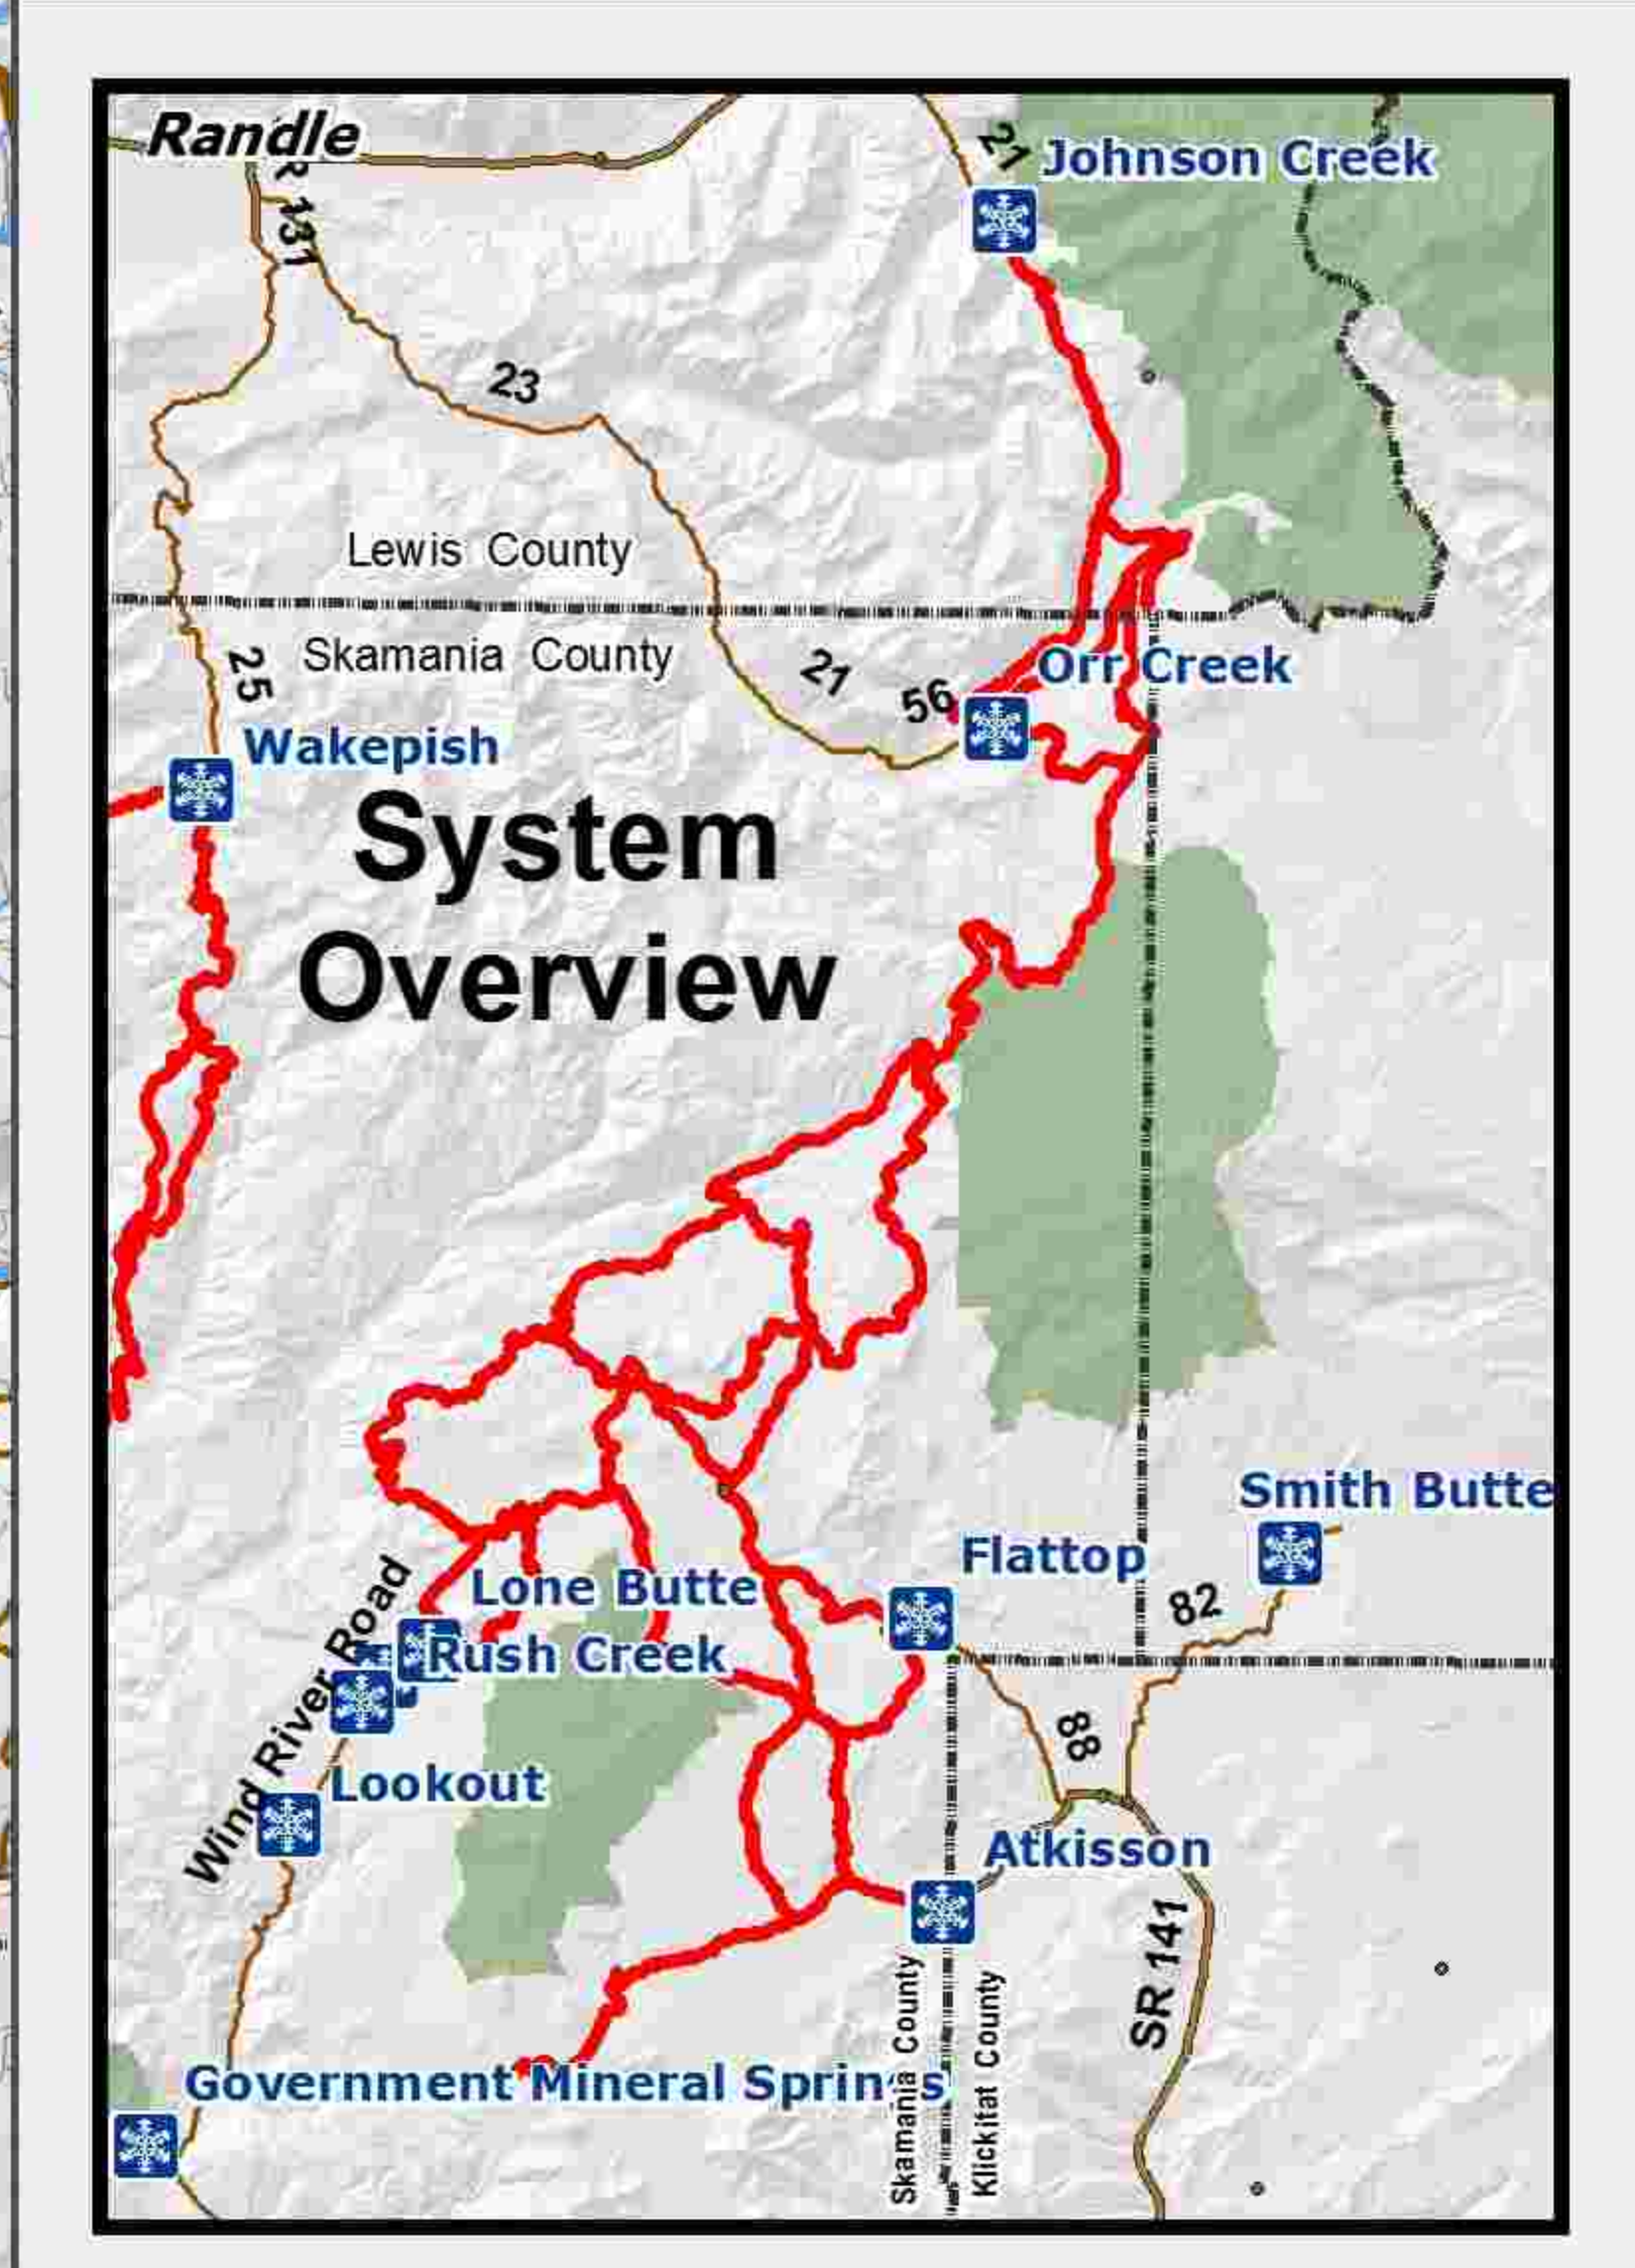 Randle
21
Johnson Creek
R 131
23
Lewis County
Skamania County
25
21
56
Orr Creek
Wakepish
System
Overview
Smith Butte
Flattop
82
Lone Butte
Rush Creek
Wind River Road
88
Lookout
Atkisson
SR 141
Skamania County
Klickitat County
Government Mineral Springs